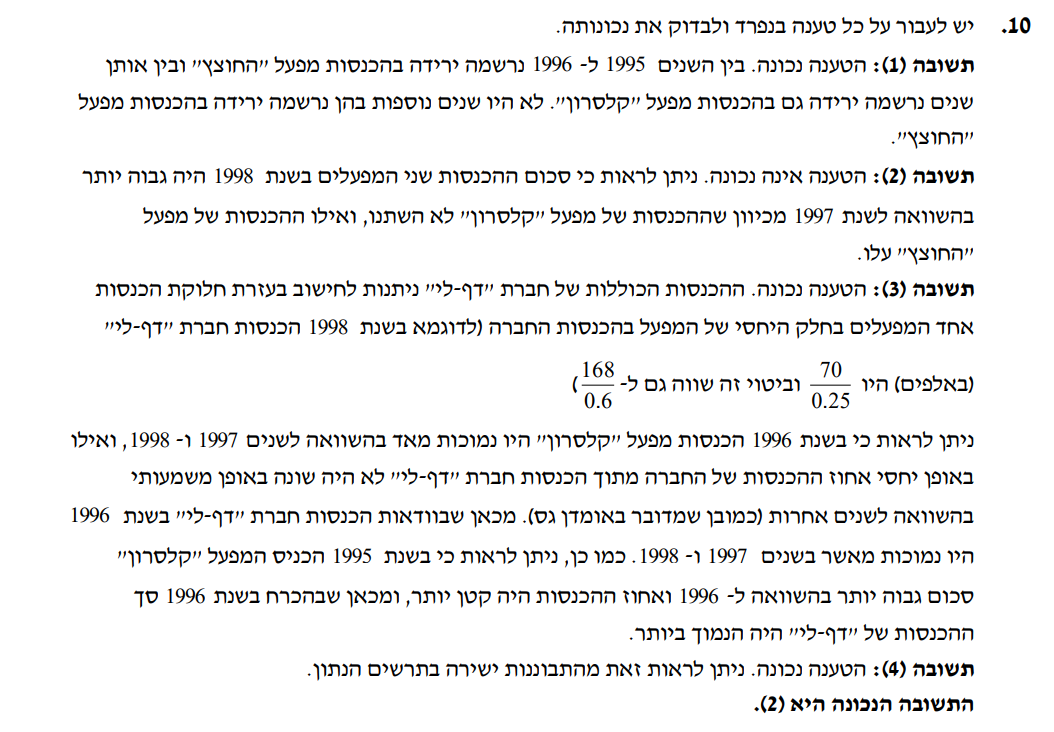 10. יש לעבור על כל טענה בנפרד ולבדוק את נכונותה.
תשובה (1): הטענה נכונה. בין השנים 1995 ל- 1996 נרשמה ירידה בהכנסות מפעל ״החוצץ״ ובין אותן
שנים נרשמה ירידה גם בהכנסות מפעל ״קלסרון״. לא היו שנים נוספות בהן נרשמה ירידה בהכנסות מפעל
״החוצץ״.
תשובה (2): הטענה אינה נכונה. ניתן לראות כי סכום ההכנסות שני המפעלים בשנת 1998 היה גבוה יותר
בהשוואה לשנת 1997 מכיוון שההכנסות של מפעל ״קלסרון״ לא השתנו, ואילו ההכנסות של מפעל
״החוצץ״ עלו.
תשובה (3): הטענה נכונה. ההכנסות הכוללות של חברת ״דף-לי״ ניתנות לחישוב בעזרת חלוקת הכנסות
אחד המפעלים בחלק היחסי של המפעל בהכנסות החברה (לדוגמא בשנת 1998 הכנסות חברת ״דף-לי״
(באלפים) היו 70/0.25 וביטוי זה שווה גם ל- 168/0.6)
ניתן לראות כי בשנת 1996 הכנסות מפעל ״קלסרון״ היו נמוכות מאד בהשוואה לשנים 1997 ו- 1998, ואילו
באופן יחסי אחוז ההכנסות של החברה מתוך הכנסות חברת ״דף-לי״ לא היה שונה באופן משמעותי
בהשוואה לשנים אחרות (כמובן שמדובר באומדן גס). מכאן שבוודאות הכנסות חברת ״דף-לי״ בשנת 1996
היו נמוכות מאשר בשנים 1997 ו- 1998. כמו כן, ניתן לראות כי בשנת 1995 הכניס המפעל ״קלסרון״
סכום גבוה יותר בהשוואה ל- 1996 ואחוז ההכנסות היה קטן יותר, ומכאן שבהכרח בשנת 1996 סך
ההכנסות של ״דף-לי״ היה הנמוך ביותר.
תשובה (4): הטענה נכונה. ניתן לראות זאת מהתבוננות ישירה בתרשים הנתון.
התשובה הנכונה היא (2).